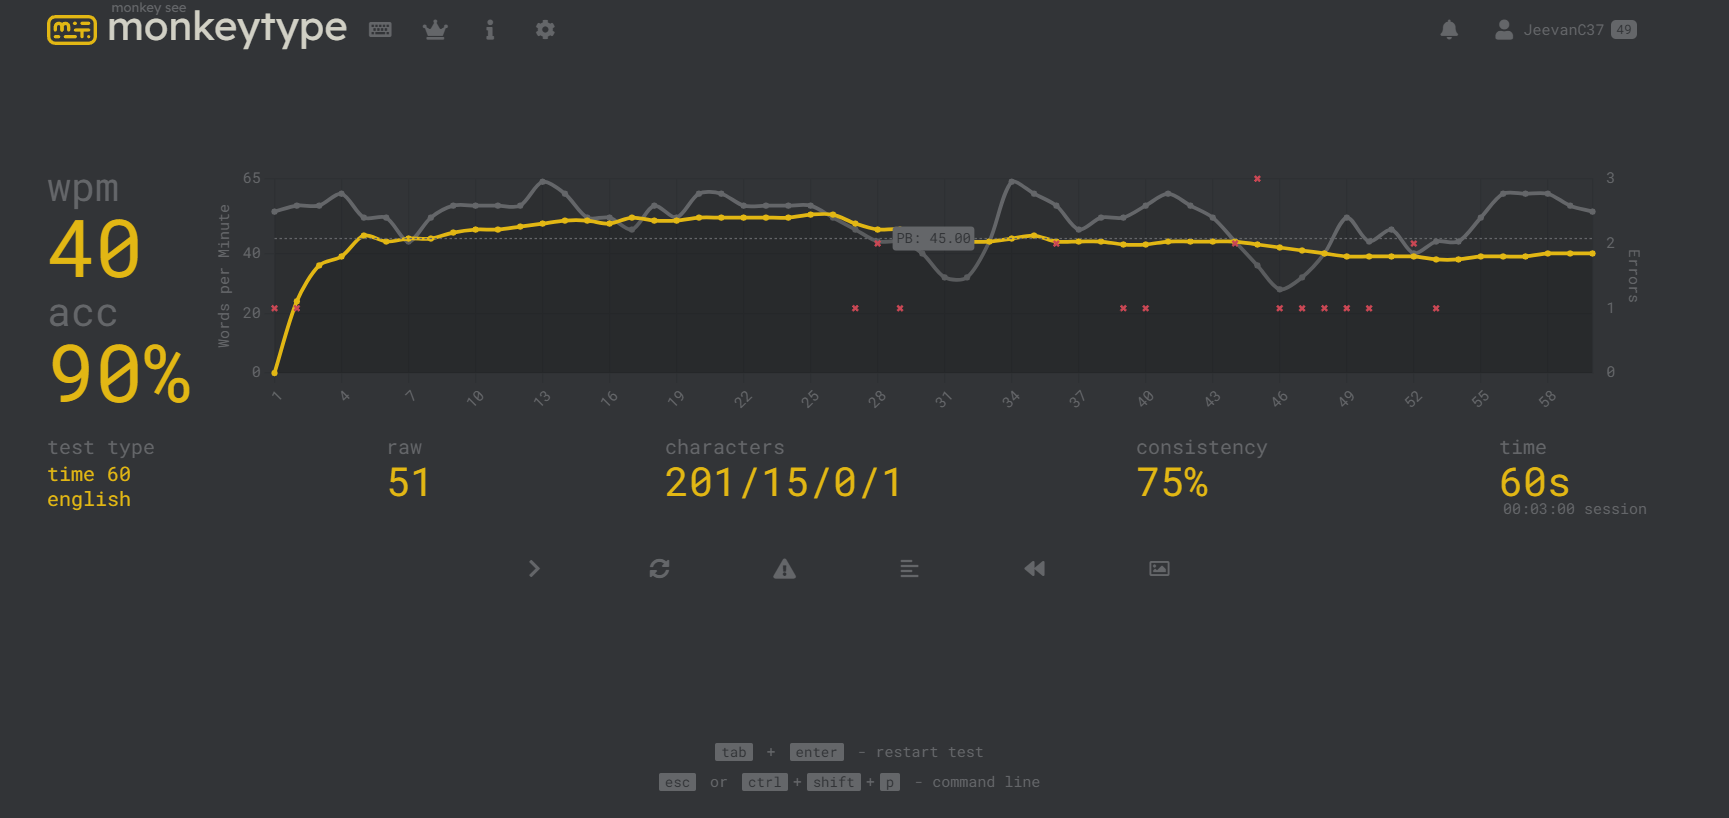 monkey see
monkeytype
JeevanC37 49
wpm
40
acc
90%
65
40
20
0
Words per Minute
PB: 45.00
3
2
1
0
Errors
1 4 7 10 13 16 19 22 25 28 31 34 37 40 43 46 49 52 55 58
test type
time 60
english
raw
51
characters
201/15/0/1
consistency
75%
time
60s
00:03:00 session
tab + enter - restart test
esc or ctrl + shift + p - command line